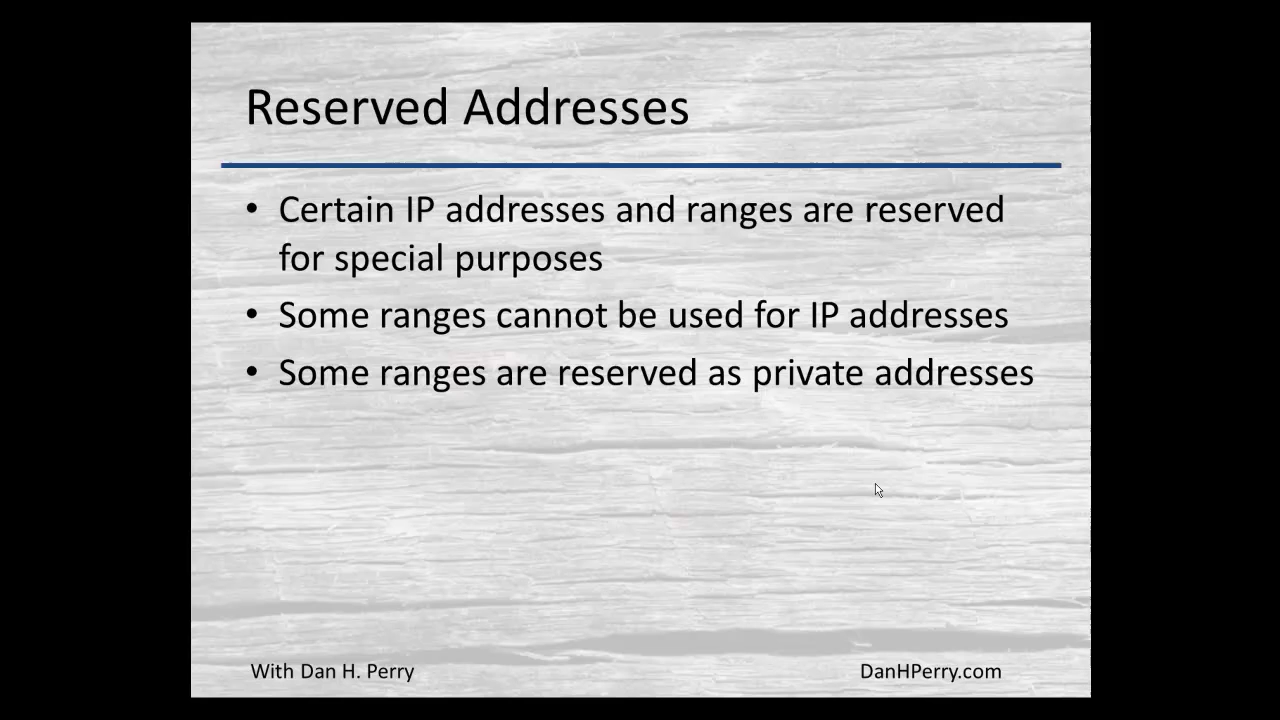 Reserved Addresses
• Certain IP addresses and ranges are reserved
for special purposes
• Some ranges cannot be used for IP addresses
• Some ranges are reserved as private addresses
With Dan H. Perry
DanHPerry.com